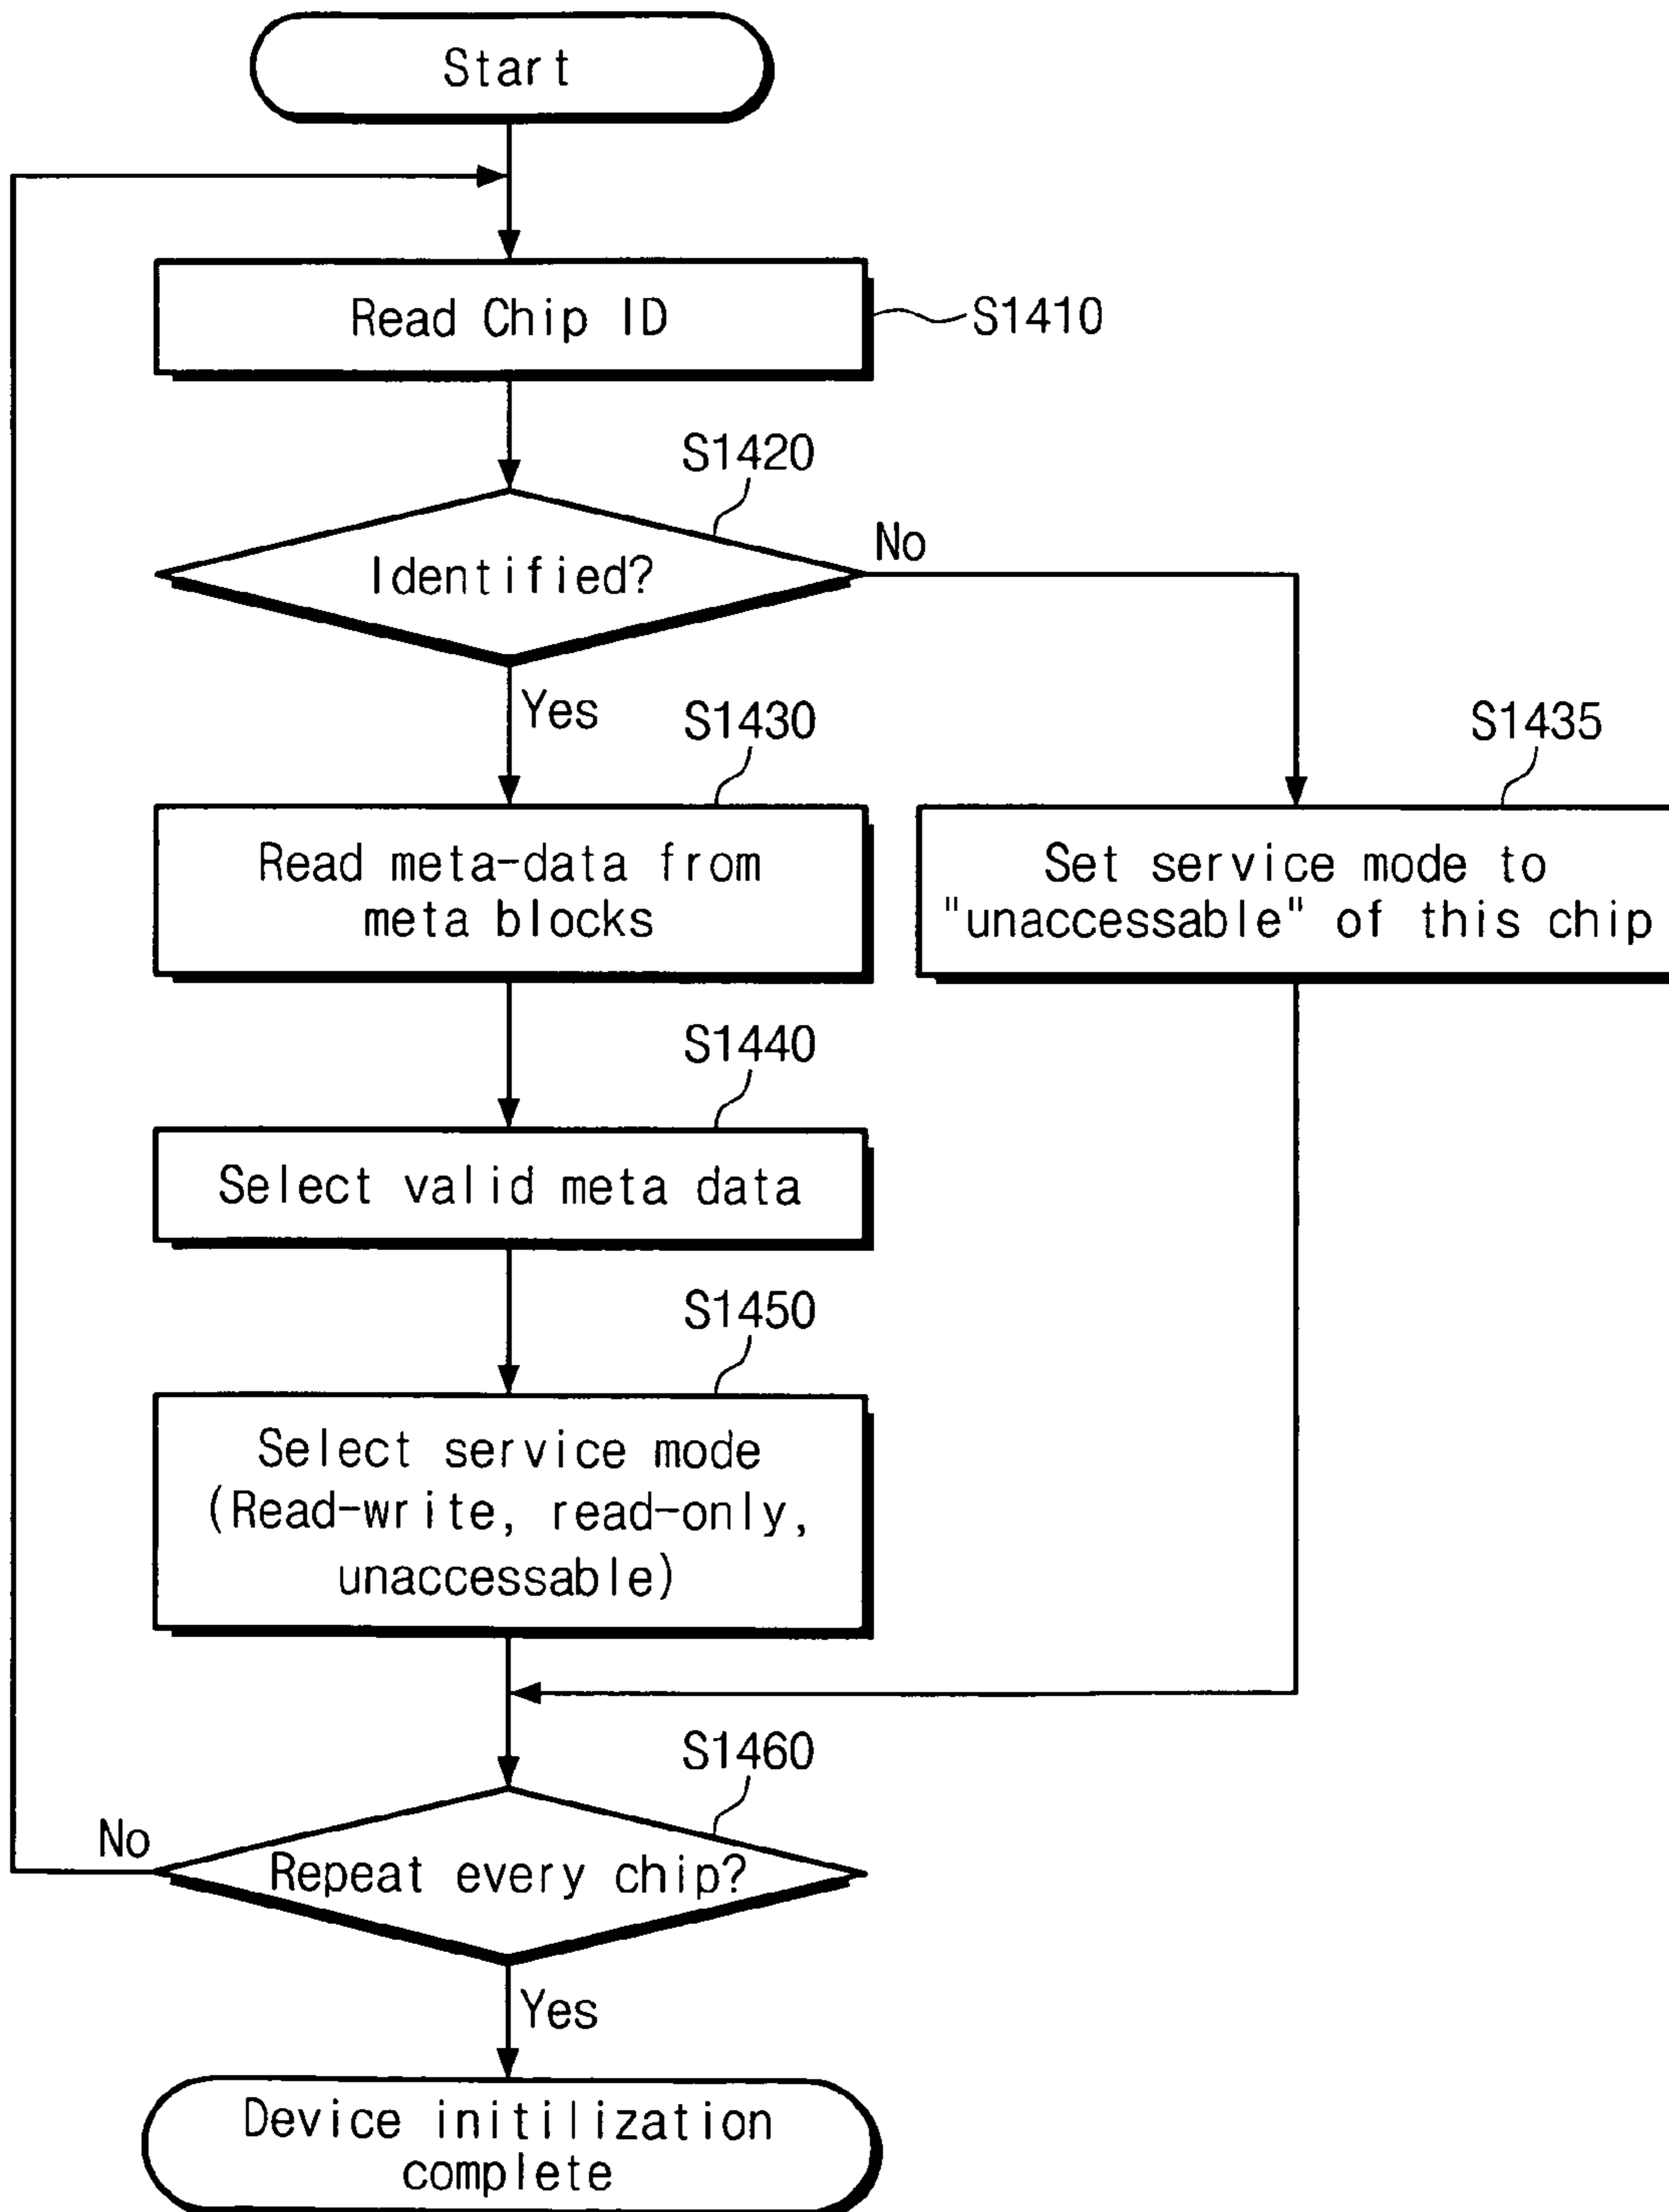 Start
Read Chip ID
S1410
S1420
Identified?
No
Yes
S1430
S1435
Read meta-data from
meta blocks
Set service mode to
"unaccessable" of this chip
S1440
Select valid meta data
S1450
Select service mode
(Read-write, read-only,
unaccessable)
S1460
No
Repeat every chip?
Yes
Device initilization
complete